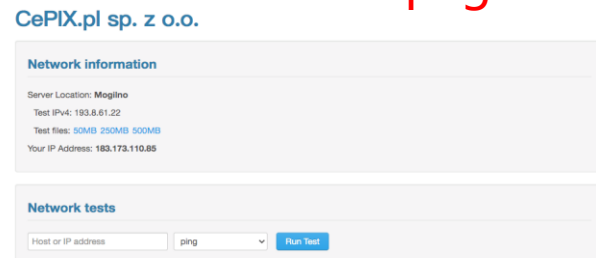 CePIX.pl sp. z o.o.
Network information
Server Location: Mogilno
Test IPv4: 193.8.61.22
Test files: 50MB 250MB 500MB
Your IP Address: 183.173.110.85
Network tests
Host or IP address ping Run Test